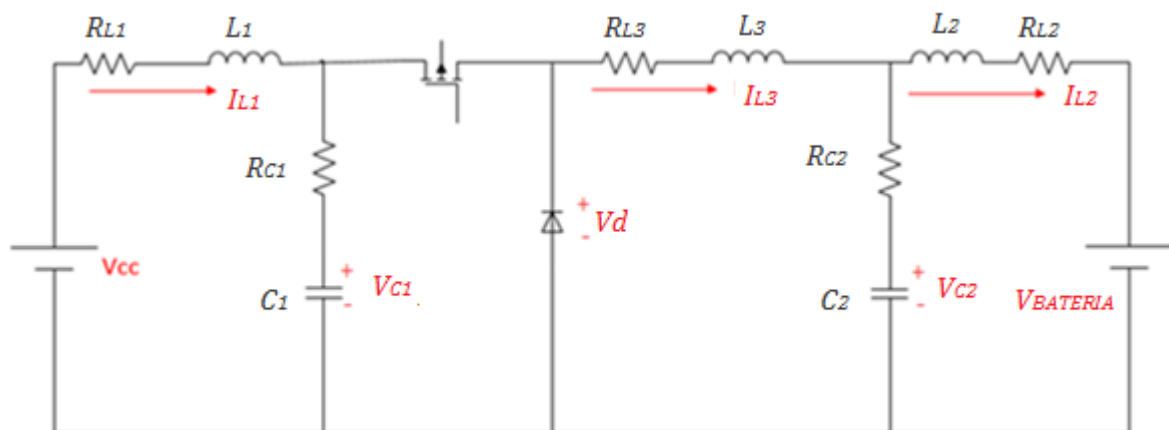 RL1
L1
RL3
L3
L2
RL2
IL1
IL3
IL2
RC1
RC2
+
Vd
-
Vcc
+
VC1
-
C1
+
VC2
-
C2
VBATERIA